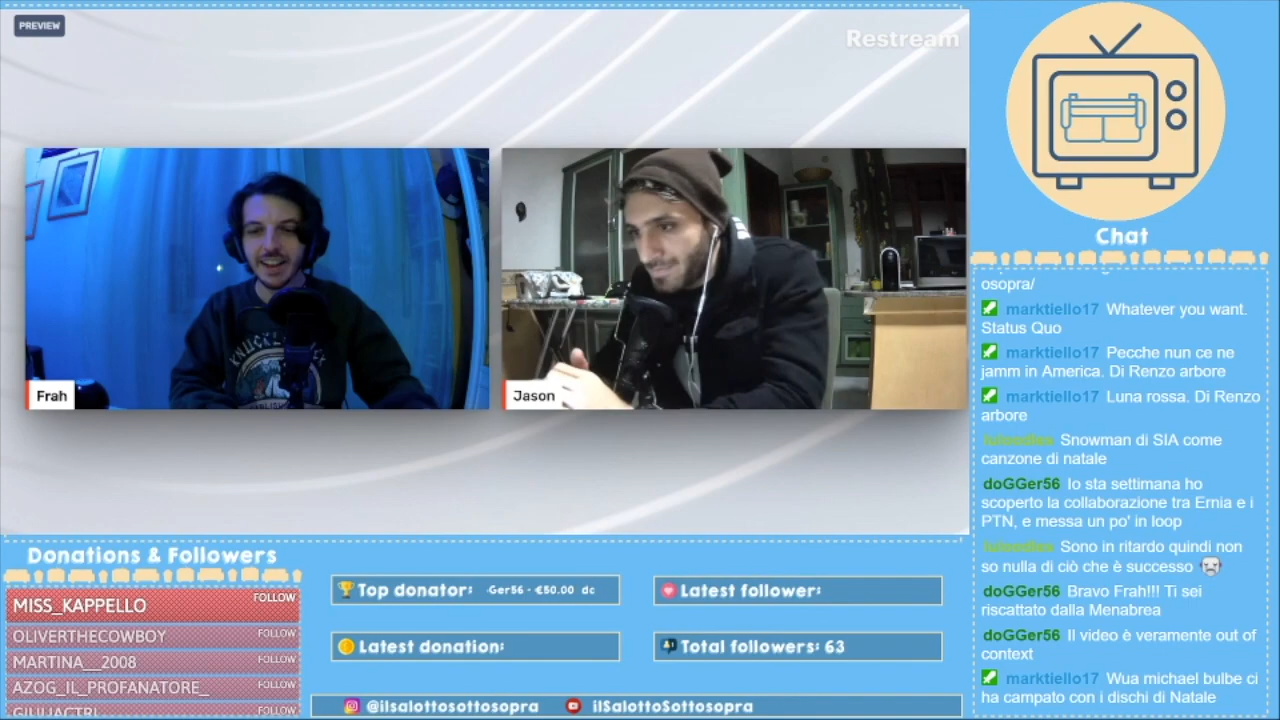 PREVIEW
Restream
Frah
Jason
Chat
osopra/
marktiello17 Whatever you want.
Status Quo
marktiello17 Pecche nun ce ne
jamm in America. Di Renzo arbore
marktiello17 Luna rossa. Di Renzo
arbore
Snowman di SIA come
canzone di natale
doGGer56 Io sta settimana ho
scoperto la collaborazione tra Ernia e i
PTN, e messa un po' in loop
Sono in ritardo quindi non
so nulla di ciò che è successo
doGGer56 Bravo Frah!!! Ti sei
riscattato dalla Menabrea
doGGer56 Il video è veramente out of
context
marktiello17 Wua michael bulbe ci
ha campato con i dischi di Natale
Donations & Followers
MISS_KAPPELLO FOLLOW
OLIVERTHECOWBOY FOLLOW
MARTINA__2008 FOLLOW
AZOG_IL_PROFANATORE_ FOLLOW
FOLLOW
Top donator: Ger56 - €50.00 dc
Latest follower:
Latest donation:
Total followers: 63
@ilsalottosottosopra
ilSalottoSottosopra